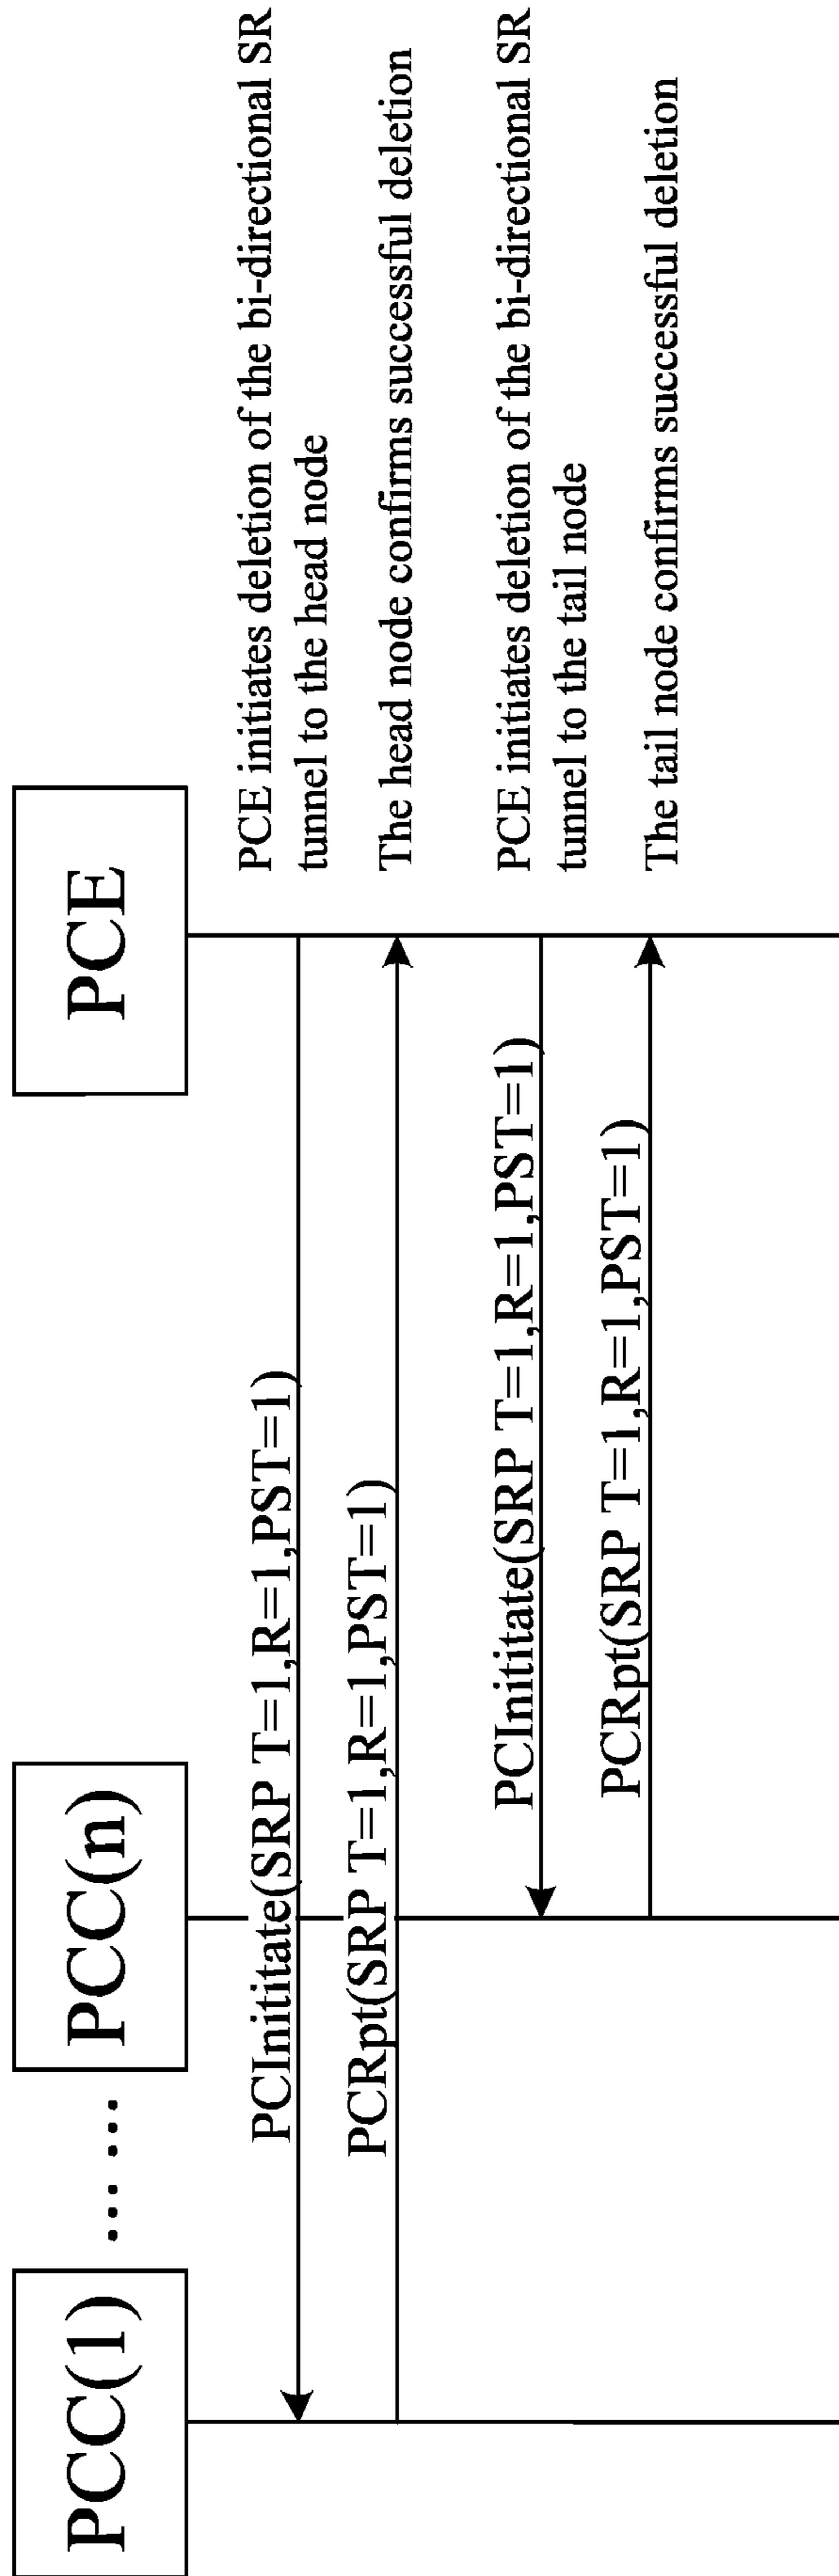 PCC(1)
... ...
PCC(n)
PCE
PCInititate(SRP T=1,R=1,PST=1)
PCE initiates deletion of the bi-directional SR
tunnel to the head node
PCRpt(SRP T=1,R=1,PST=1)
The head node confirms successful deletion
PCInititate(SRP T=1,R=1,PST=1)
PCE initiates deletion of the bi-directional SR
tunnel to the tail node
PCRpt(SRP T=1,R=1,PST=1)
The tail node confirms successful deletion